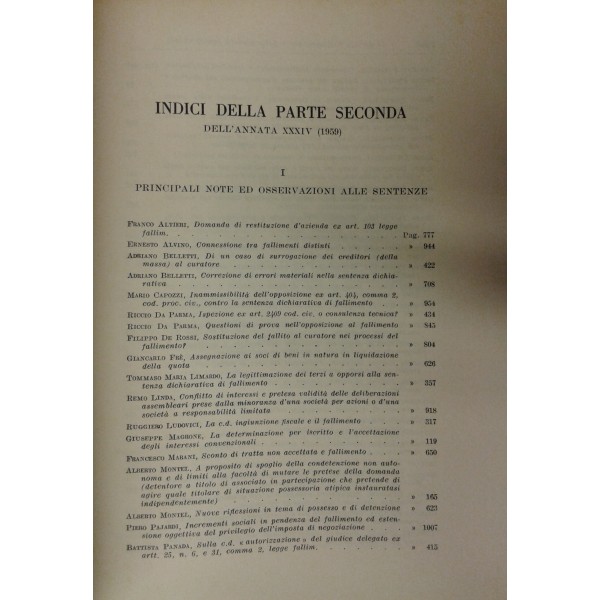 INDICI DELLA PARTE SECONDA
DELL'ANNATA XXXIV (1959)
I
PRINCIPALI NOTE ED OSSERVAZIONI ALLE SENTENZE
FRANCO ALTIERI, Domanda di restituzione d'azienda ex art. 103 legge
fallim. . . . . . . . . . . . . . . . . . Pag. 777
ERNESTO ALVINO, Connessione tra fallimenti distinti . . . . . » 944
ADRIANO BELLETTI, Di un caso di surrogazione dei creditori (della
massa) al curatore . . . . . . . . . . . . . » 422
ADRIANO BELLETTI, Correzione di errori materiali nella sentenza dichia-
rativa . . . . . . . . . . . . . . . . . » 708
MARIO CAPOZZI, Inammissibilità dell'opposizione ex art. 404, comma 2,
cod. proc. civ., contro la sentenza dichiarativa di fallimento . . . » 954
RICCIO DA PARMA, Ispezione ex art. 2409 cod. civ. o consulenza tecnica? » 434
RICCIO DA PARMA, Questioni di prova nell'opposizione al fallimento » 845
FILIPPO DE ROSSI, Sostituzione del fallito al curatore nei processi del
fallimento? . . . . . . . . . . . . . . . » 804
GIANCARLO FRÈ, Assegnazione ai soci di beni in natura in liquidazione
della quota . . . . . . . . . . . . . . . » 626
TOMMASO MARIA LIMARDO, La legittimazione dei terzi a opporsi alla sen-
tenza dichiarativa di fallimento . . . . . . . . . » 357
REMO LINDA, Conflitto di interessi e pretesa validità delle deliberazioni
assembleari prese dalla minoranza d'una società per azioni o d'una
società a responsabilità limitata . . . . . . . . . » 918
RUGGIERO LUDOVICI, La c.d. ingiunzione fiscale e il fallimento . . . » 317
GIUSEPPE MAGRONE, La determinazione per iscritto e l'accettazione
degli interessi convenzionali . . . . . . . . . . » 119
FRANCESCO MARANI, Sconto di tratta non accettata e fallimento . . . » 650
ALBERTO MONTEL, A proposito di spoglio della condetenzione non auto-
noma e di limiti alla facoltà di mutare le pretese della domanda
(detentore a titolo di associato in partecipazione che pretende di
agire quale titolare di situazione possessoria atipica instauratasi
indipendentemente) . . . . . . . . . . . . . » 165
ALBERTO MONTEL, Nuove riflessioni in tema di possesso e di detenzione » 623
PIERO PAJARDI, Incrementi sociali in pendenza del fallimento ed esten-
sione oggettiva del privilegio dell'imposta di negoziazione . . . » 1007
BATTISTA PANADA, Sulla c.d. « autorizzazione » del giudice delegato ex
artt. 25, n. 6, e 31, comma 2, legge fallim. . . . . . . » 415